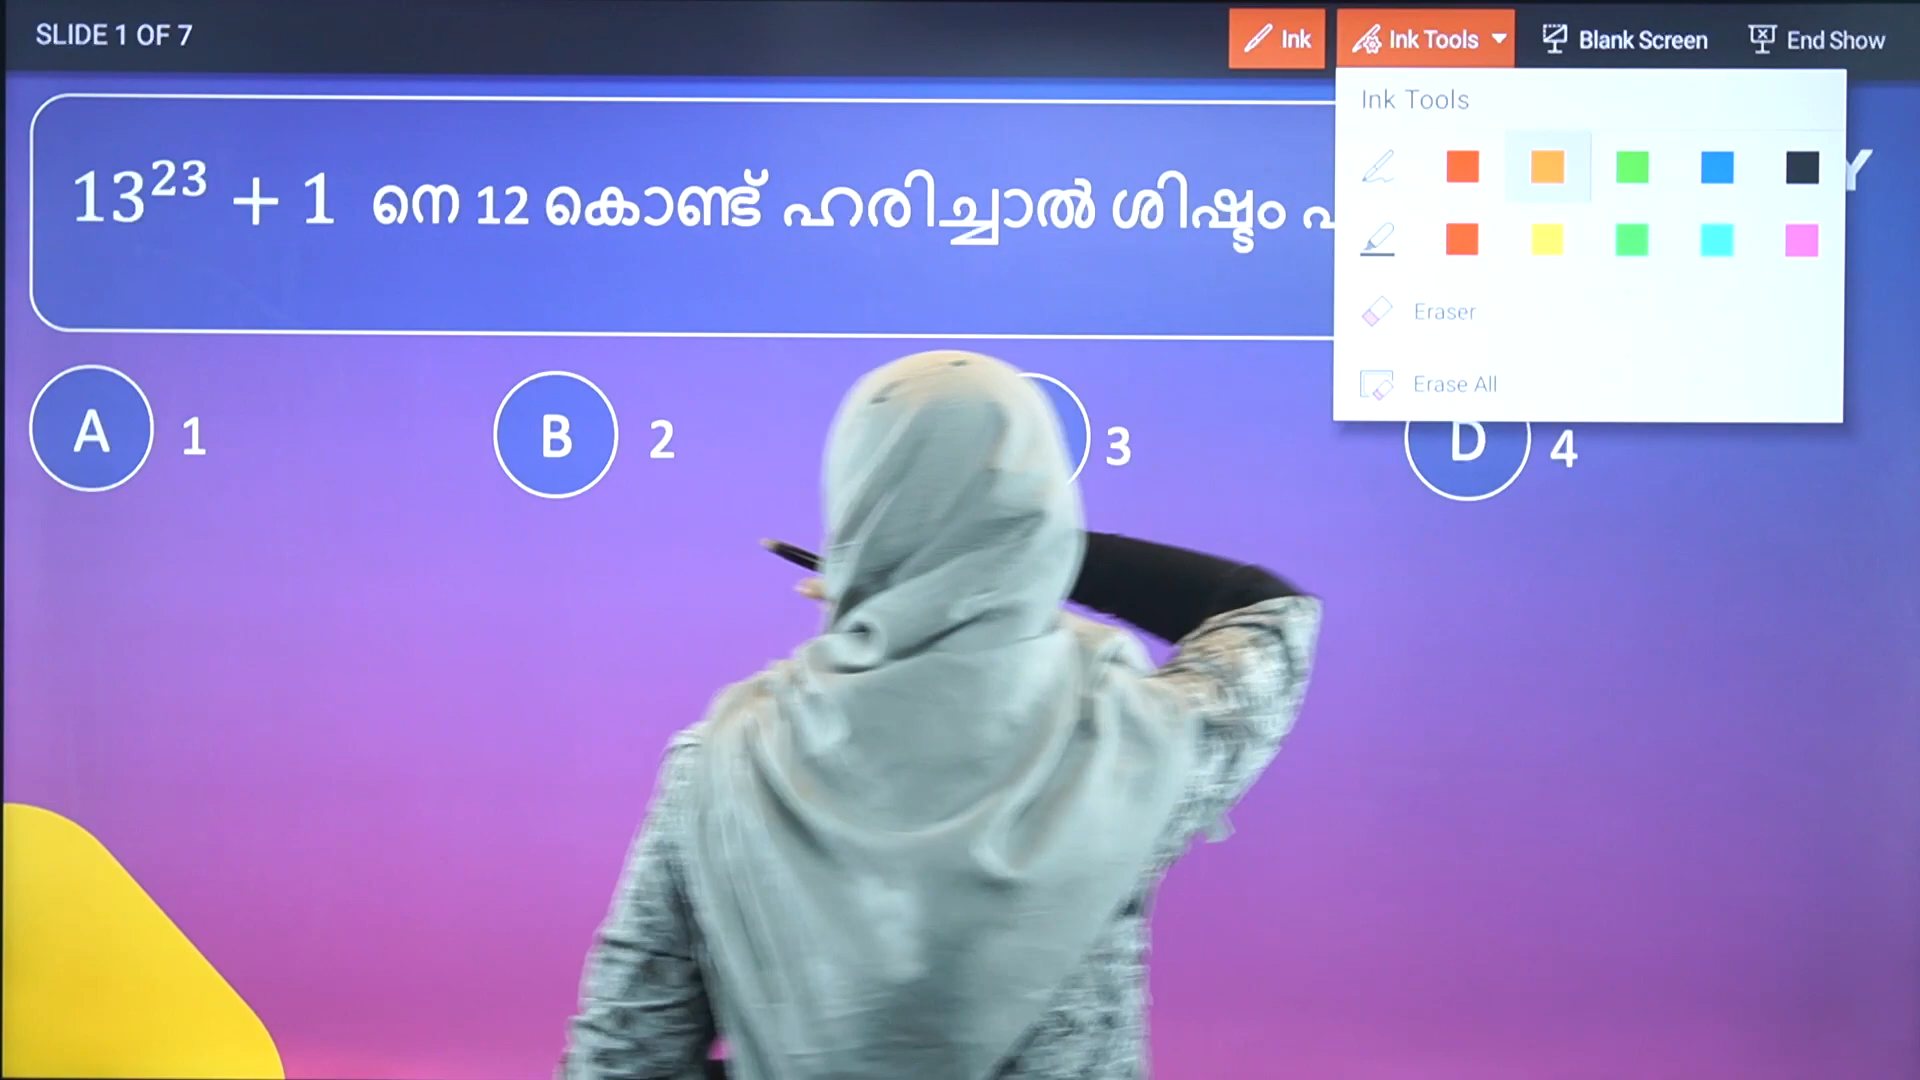 SLIDE 1 OF 7
Ink
Ink Tools
Blank Screen
End Show
Ink Tools
Eraser
Erase All
13²³ + 1 നെ 12 കൊണ്ട് ഹരിച്ചാൽ ശിഷ്ടം
A 1
B 2
3
D 4